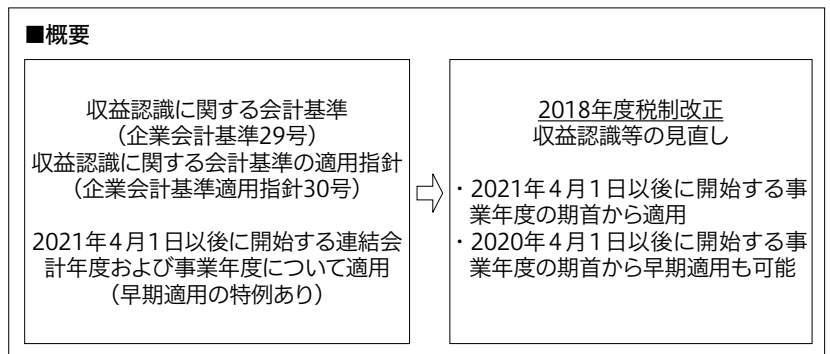 ■概要
収益認識に関する会計基準
（企業会計基準29号）
収益認識に関する会計基準の適用指針
（企業会計基準適用指針30号）
2021年4月1日以後に開始する連結会
計年度および事業年度について適用
（早期適用の特例あり）
2018年度税制改正
収益認識等の見直し
・2021年4月1日以後に開始する事
業年度の期首から適用
・2020年4月1日以後に開始する事
業年度の期首から早期適用も可能